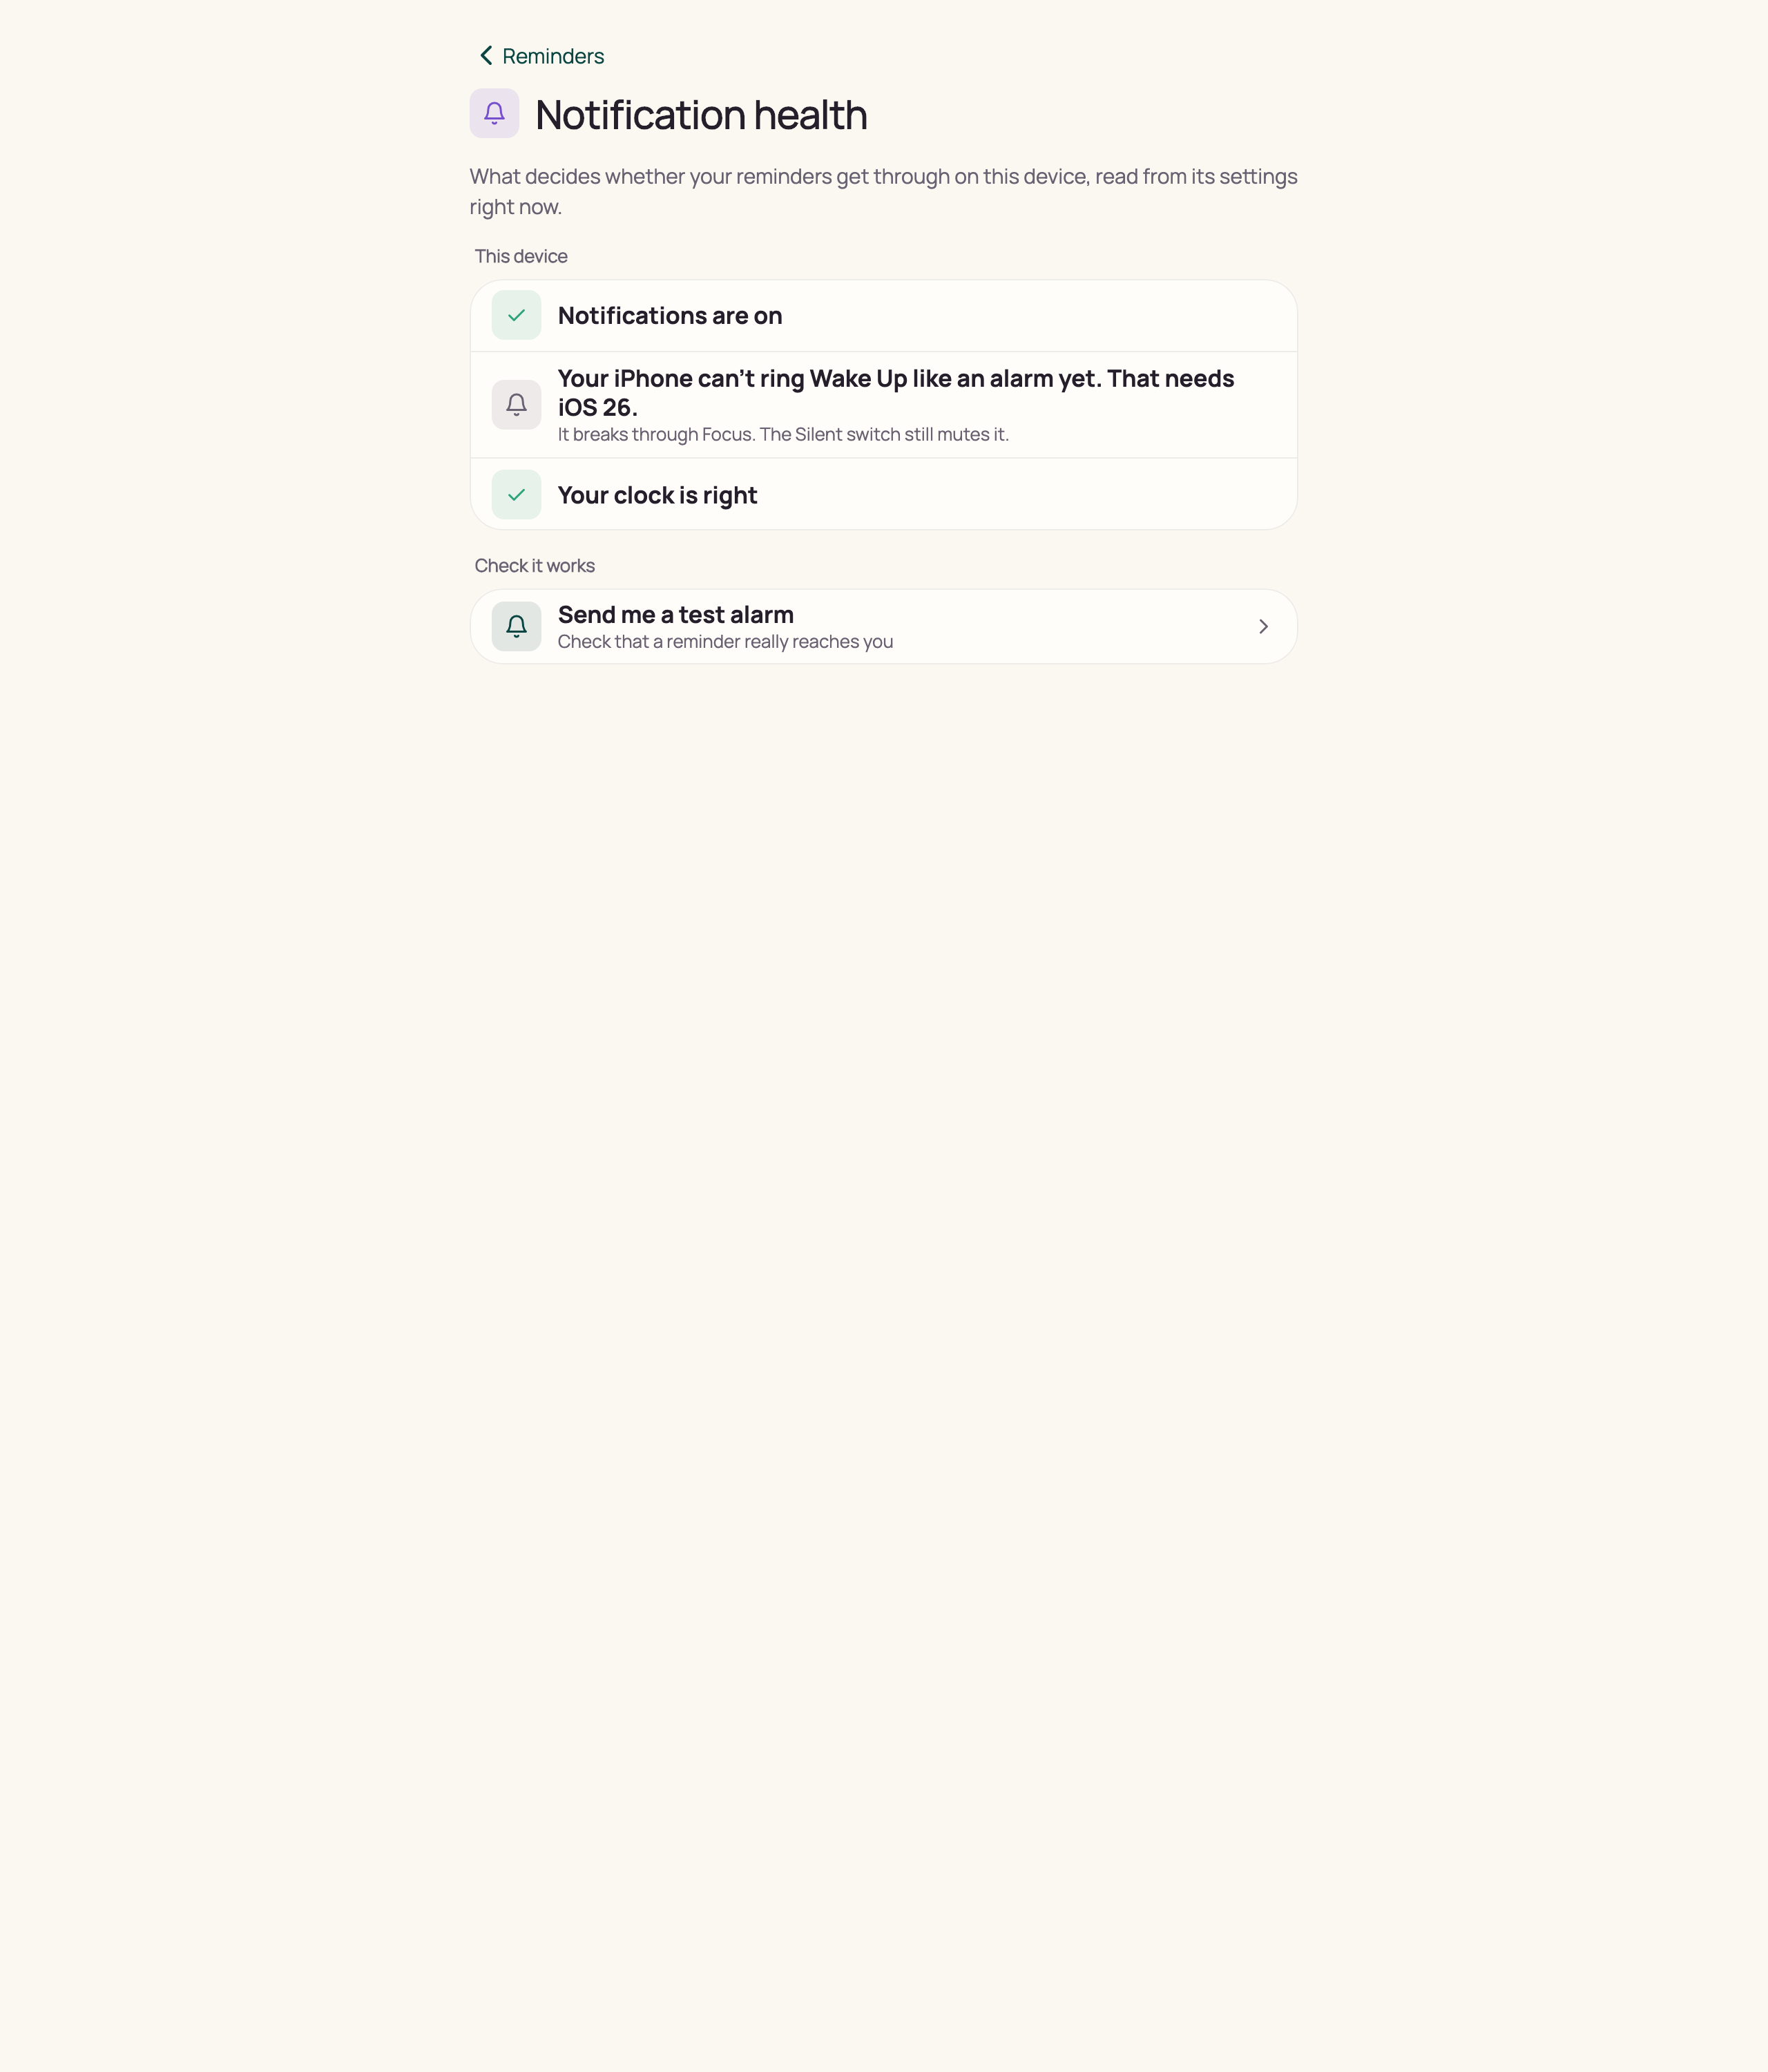 Reminders
Notification health
What decides whether your reminders get through on this device, read from its settings
right now.
This device
Notifications are on
Your iPhone can’t ring Wake Up like an alarm yet. That needs
iOS 26.
It breaks through Focus. The Silent switch still mutes it.
Your clock is right
Check it works
Send me a test alarm
Check that a reminder really reaches you